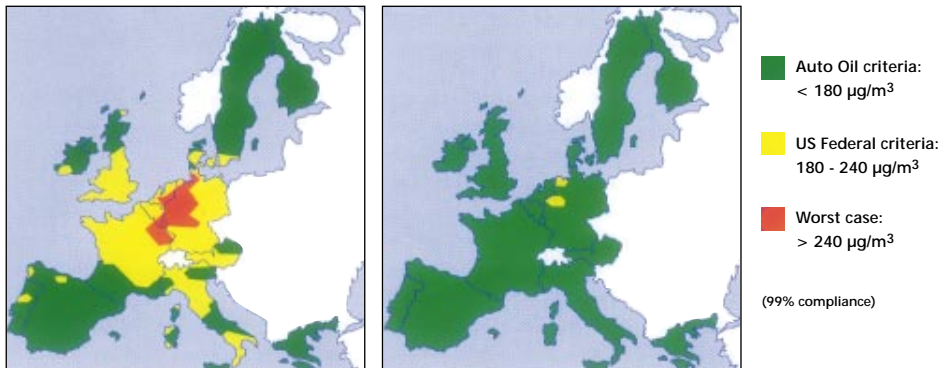 Auto Oil criteria:
< 180 µg/m³
US Federal criteria:
180 - 240 µg/m³
Worst case:
> 240 µg/m³
(99% compliance)